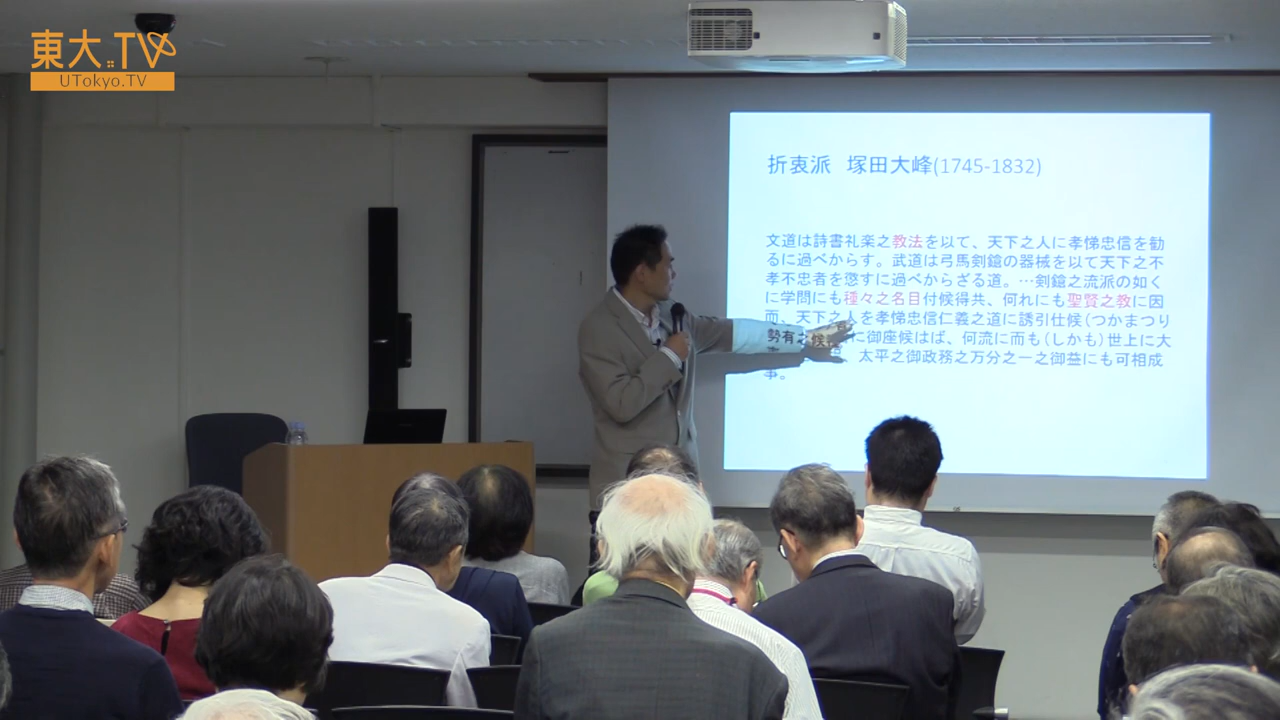 東大TV
UTokyo.TV
折衷派 塚田大峰(1745-1832)
文道は詩書礼楽之教法を以て、天下之人に孝悌忠信を勧
るに過べからす。武道は弓馬剣鎗の器械を以て天下之不
孝不忠者を懲すに過べからざる道。…剣鎗之流派の如く
に学問にも種々之名目付候得共、何れにも聖賢之教に因
而、天下之人を孝悌忠信仁義之道に誘引仕候(つかまつり
勢有 候 に御座候はば、何流に而も(しかも)世上に大
太平之御政務之万分之一之御益にも可相成
事。